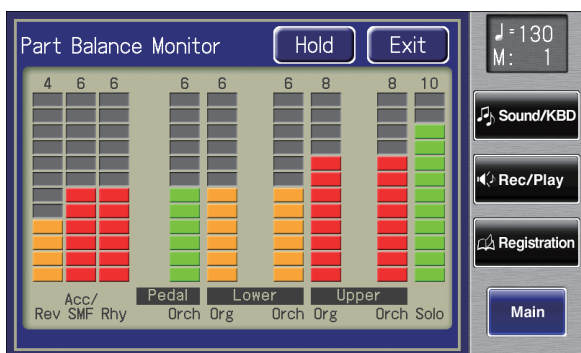 Part Balance Monitor
Hold
Exit
♩=130
M: 1
4 6 6 6 6 6 8 8 10
Sound/KBD
Rec/Play
Registration
Main
Pedal Lower Upper
Rev Acc/SMF Rhy Orch Org Orch Org Orch Solo